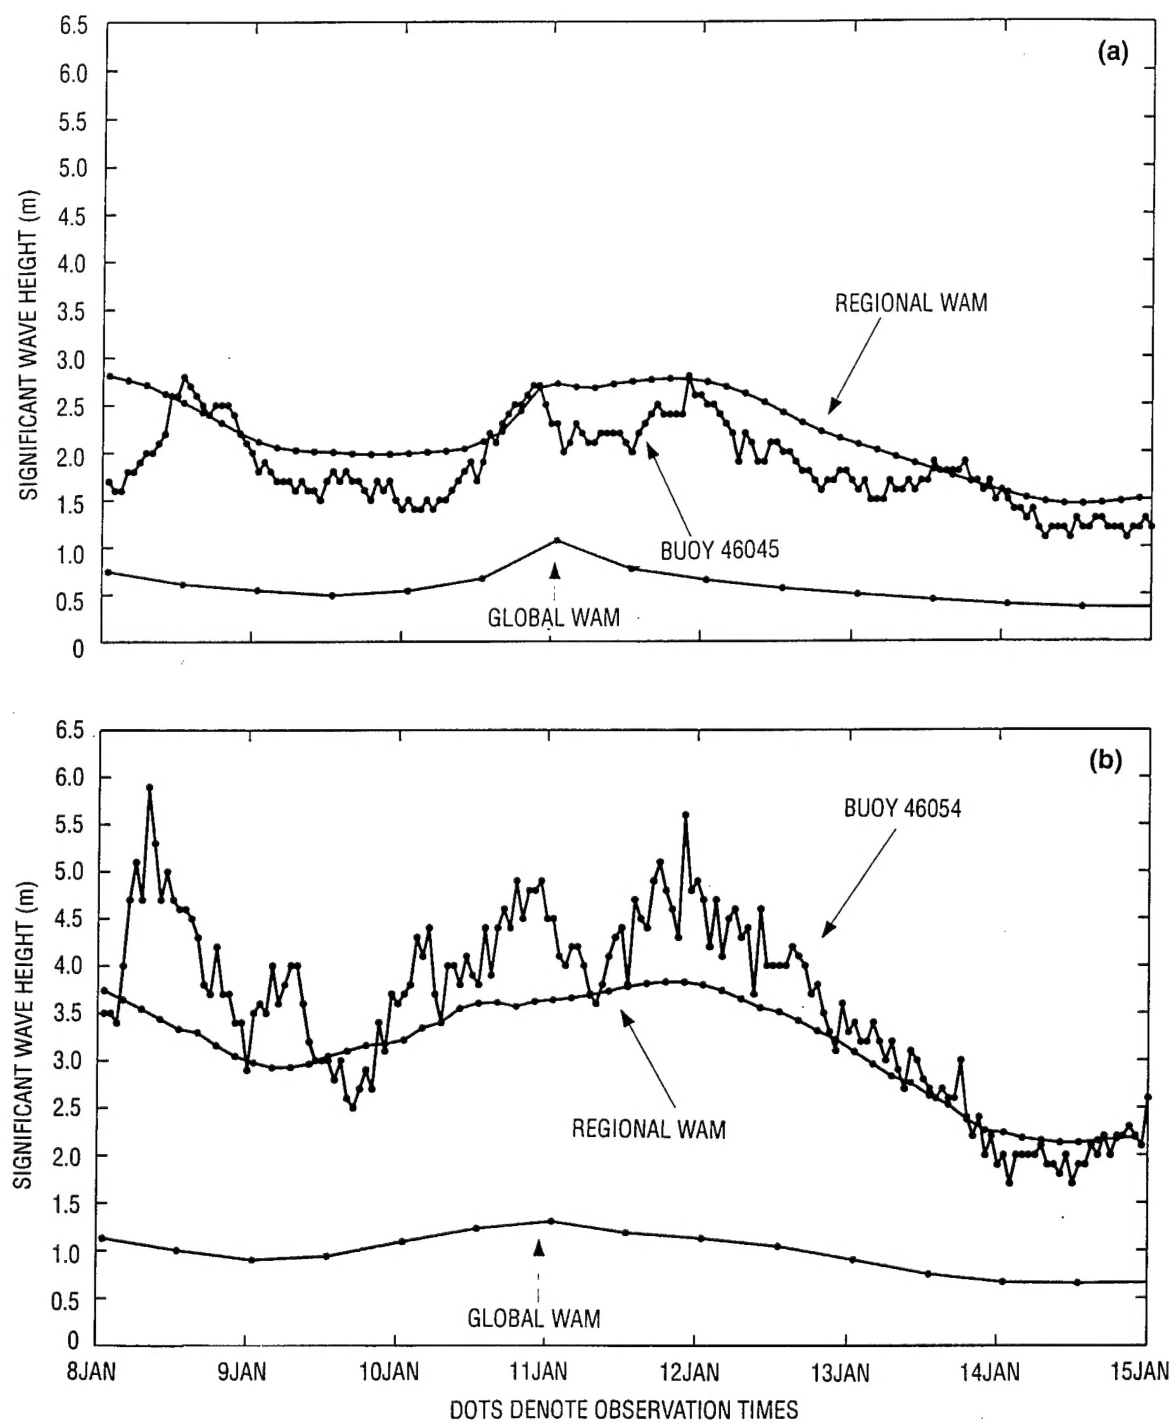 6.5
(a)
6.0
5.5
5.0
4.5
4.0
3.5
3.0
2.5
2.0
1.5
1.0
0.5
0
SIGNIFICANT WAVE HEIGHT (m)
REGIONAL WAM
BUOY 46045
GLOBAL WAM
6.5
(b)
6.0
5.5
5.0
4.5
4.0
3.5
3.0
2.5
2.0
1.5
1.0
0.5
0
SIGNIFICANT WAVE HEIGHT (m)
BUOY 46054
REGIONAL WAM
GLOBAL WAM
8JAN 9JAN 10JAN 11JAN 12JAN 13JAN 14JAN 15JAN
DOTS DENOTE OBSERVATION TIMES